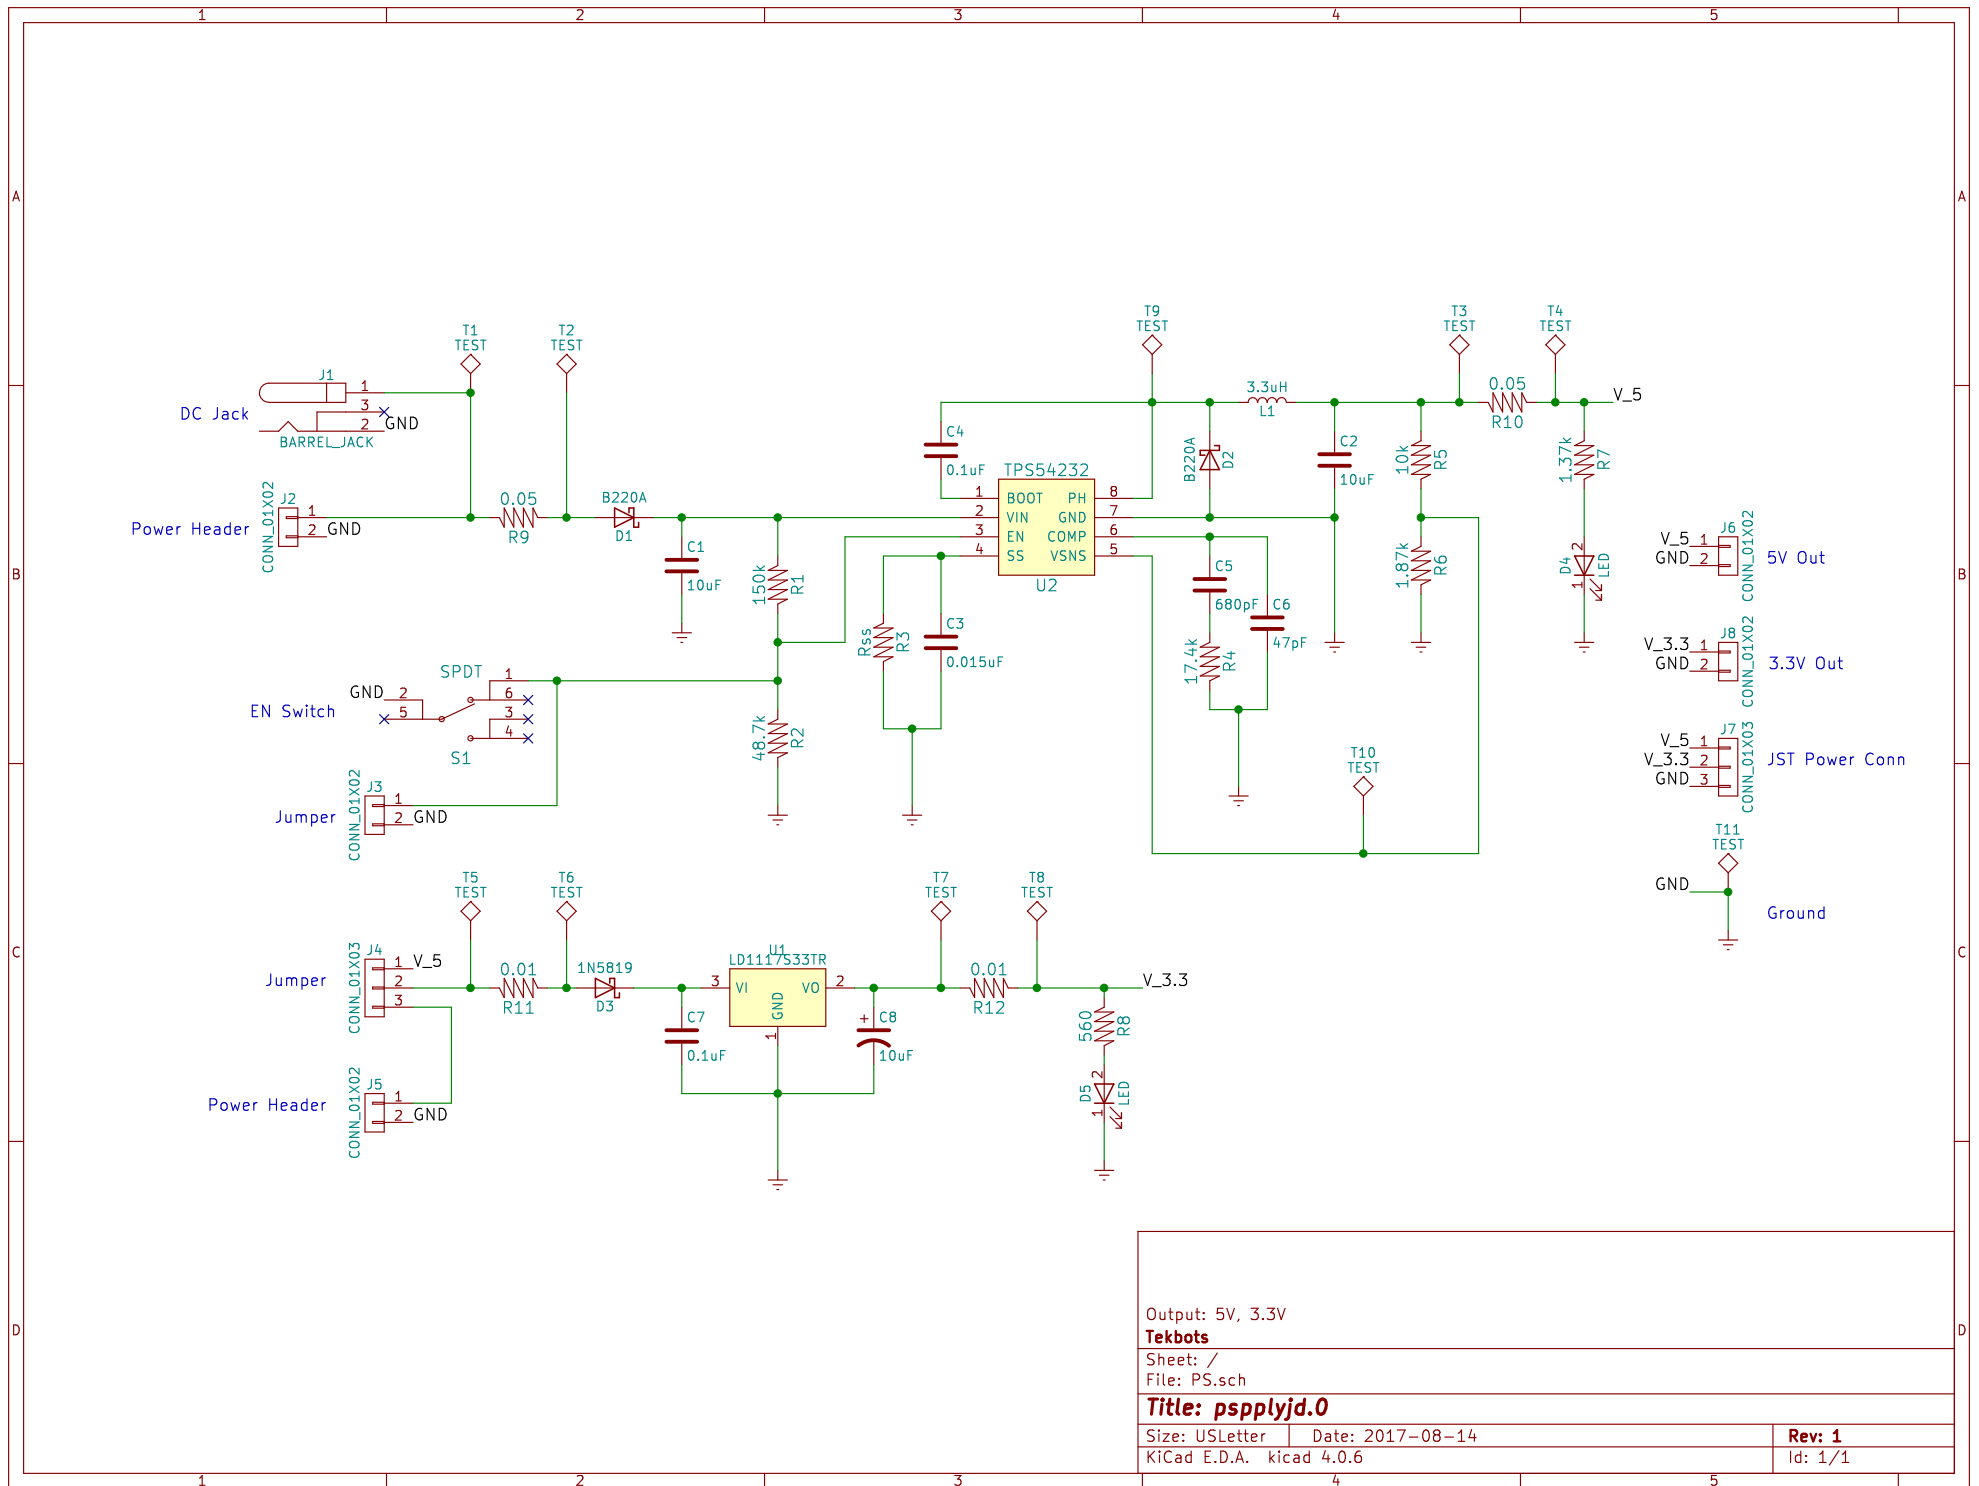 1 2 3 4 5
A A
T9 TEST
T3 TEST
T4 TEST
T1 TEST
T2 TEST
DC Jack
J1
1
3
2
GND
BARREL_JACK
Power Header
J2
CONN_01X02
1
2
GND
0.05
R9
B220A
D1
C1
10uF
150k
R1
48.7k
R2
C4
0.1uF
TPS54232
1 BOOT PH 8
2 VIN GND 7
3 EN COMP 6
4 SS VSNS 5
U2
Rss
R3
C3
0.015uF
3.3uH
L1
B220A
D2
C2
10uF
10k
R5
1.87k
R6
0.05
R10
V_5
1.37k
R7
D4
2
1
LED
C5
680pF
C6
47pF
17.4k
R4
T10
TEST
B B
J6
CONN_01X02
V_5 1
GND 2
5V Out
J8
CONN_01X02
V_3.3 1
GND 2
3.3V Out
J7
CONN_01X03
V_5 1
V_3.3 2
GND 3
JST Power Conn
T11
TEST
GND
Ground
EN Switch
SPDT
GND 2
5
1
6
3
4
S1
Jumper
J3
CONN_01X02
1
2 GND
C C
T5 TEST
T6 TEST
T7 TEST
T8 TEST
Jumper
J4
CONN_01X03
1 V_5
2
3
0.01
R11
1N5819
D3
C7
0.1uF
U1
LD1117S33TR
3 VI VO 2
GND
1
+ C8
10uF
0.01
R12
V_3.3
560
R8
D5
2
1
LED
Power Header
J5
CONN_01X02
1
2 GND
D D
Output: 5V, 3.3V
Tekbots
Sheet: /
File: PS.sch
Title: pspplyjd.0
Size: USLetter Date: 2017-08-14 Rev: 1
KiCad E.D.A. kicad 4.0.6 Id: 1/1
1 2 3 4 5